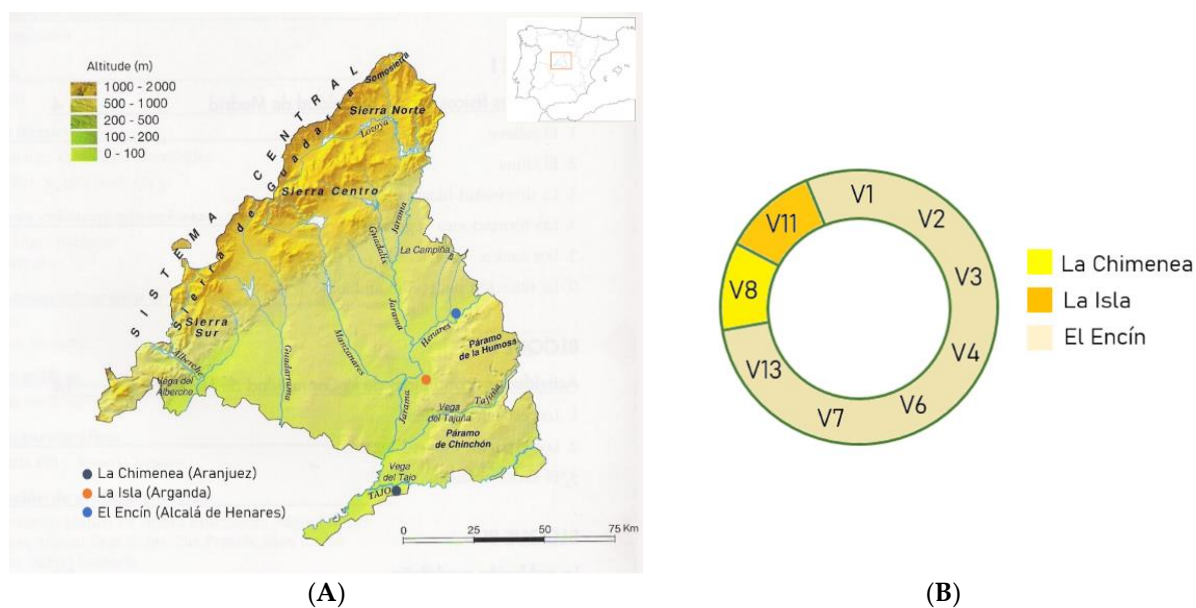 Altitude (m)
1000 - 2000
500 - 1000
200 - 500
100 - 200
0 - 100
SISTEMA CENTRAL
Sierra de Guadarrama
Somosierra
Sierra Norte
Lozoya
Sierra Centro
Jarama
Guadalix
La Campiña
Sierra
Sur
Jarama
Henares
Manzanares
Páramo
de la Humosa
Alberche
Vega del
Alberche
Guadarrama
Tajuña
Jarama
Vega
del Tajuña
Páramo
de Chinchón
Vega
del Tajo
TAJO
La Chimenea (Aranjuez)
La Isla (Arganda)
El Encín (Alcalá de Henares)
0 25 50 75 Km
(A)
V1
V2
V3
V4
V6
V7
V13
V8
V11
La Chimenea
La Isla
El Encín
(B)